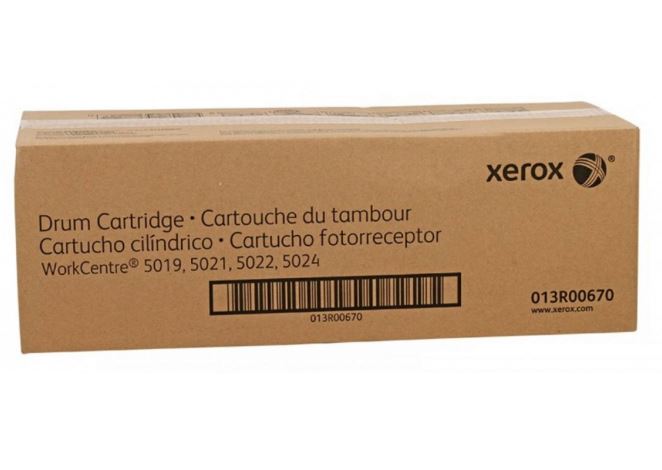 xerox®
Drum Cartridge • Cartouche du tambour
Cartucho cilíndrico • Cartucho fotorreceptor
WorkCentre® 5019, 5021, 5022, 5024
013R00670
013R00670
www.xerox.com